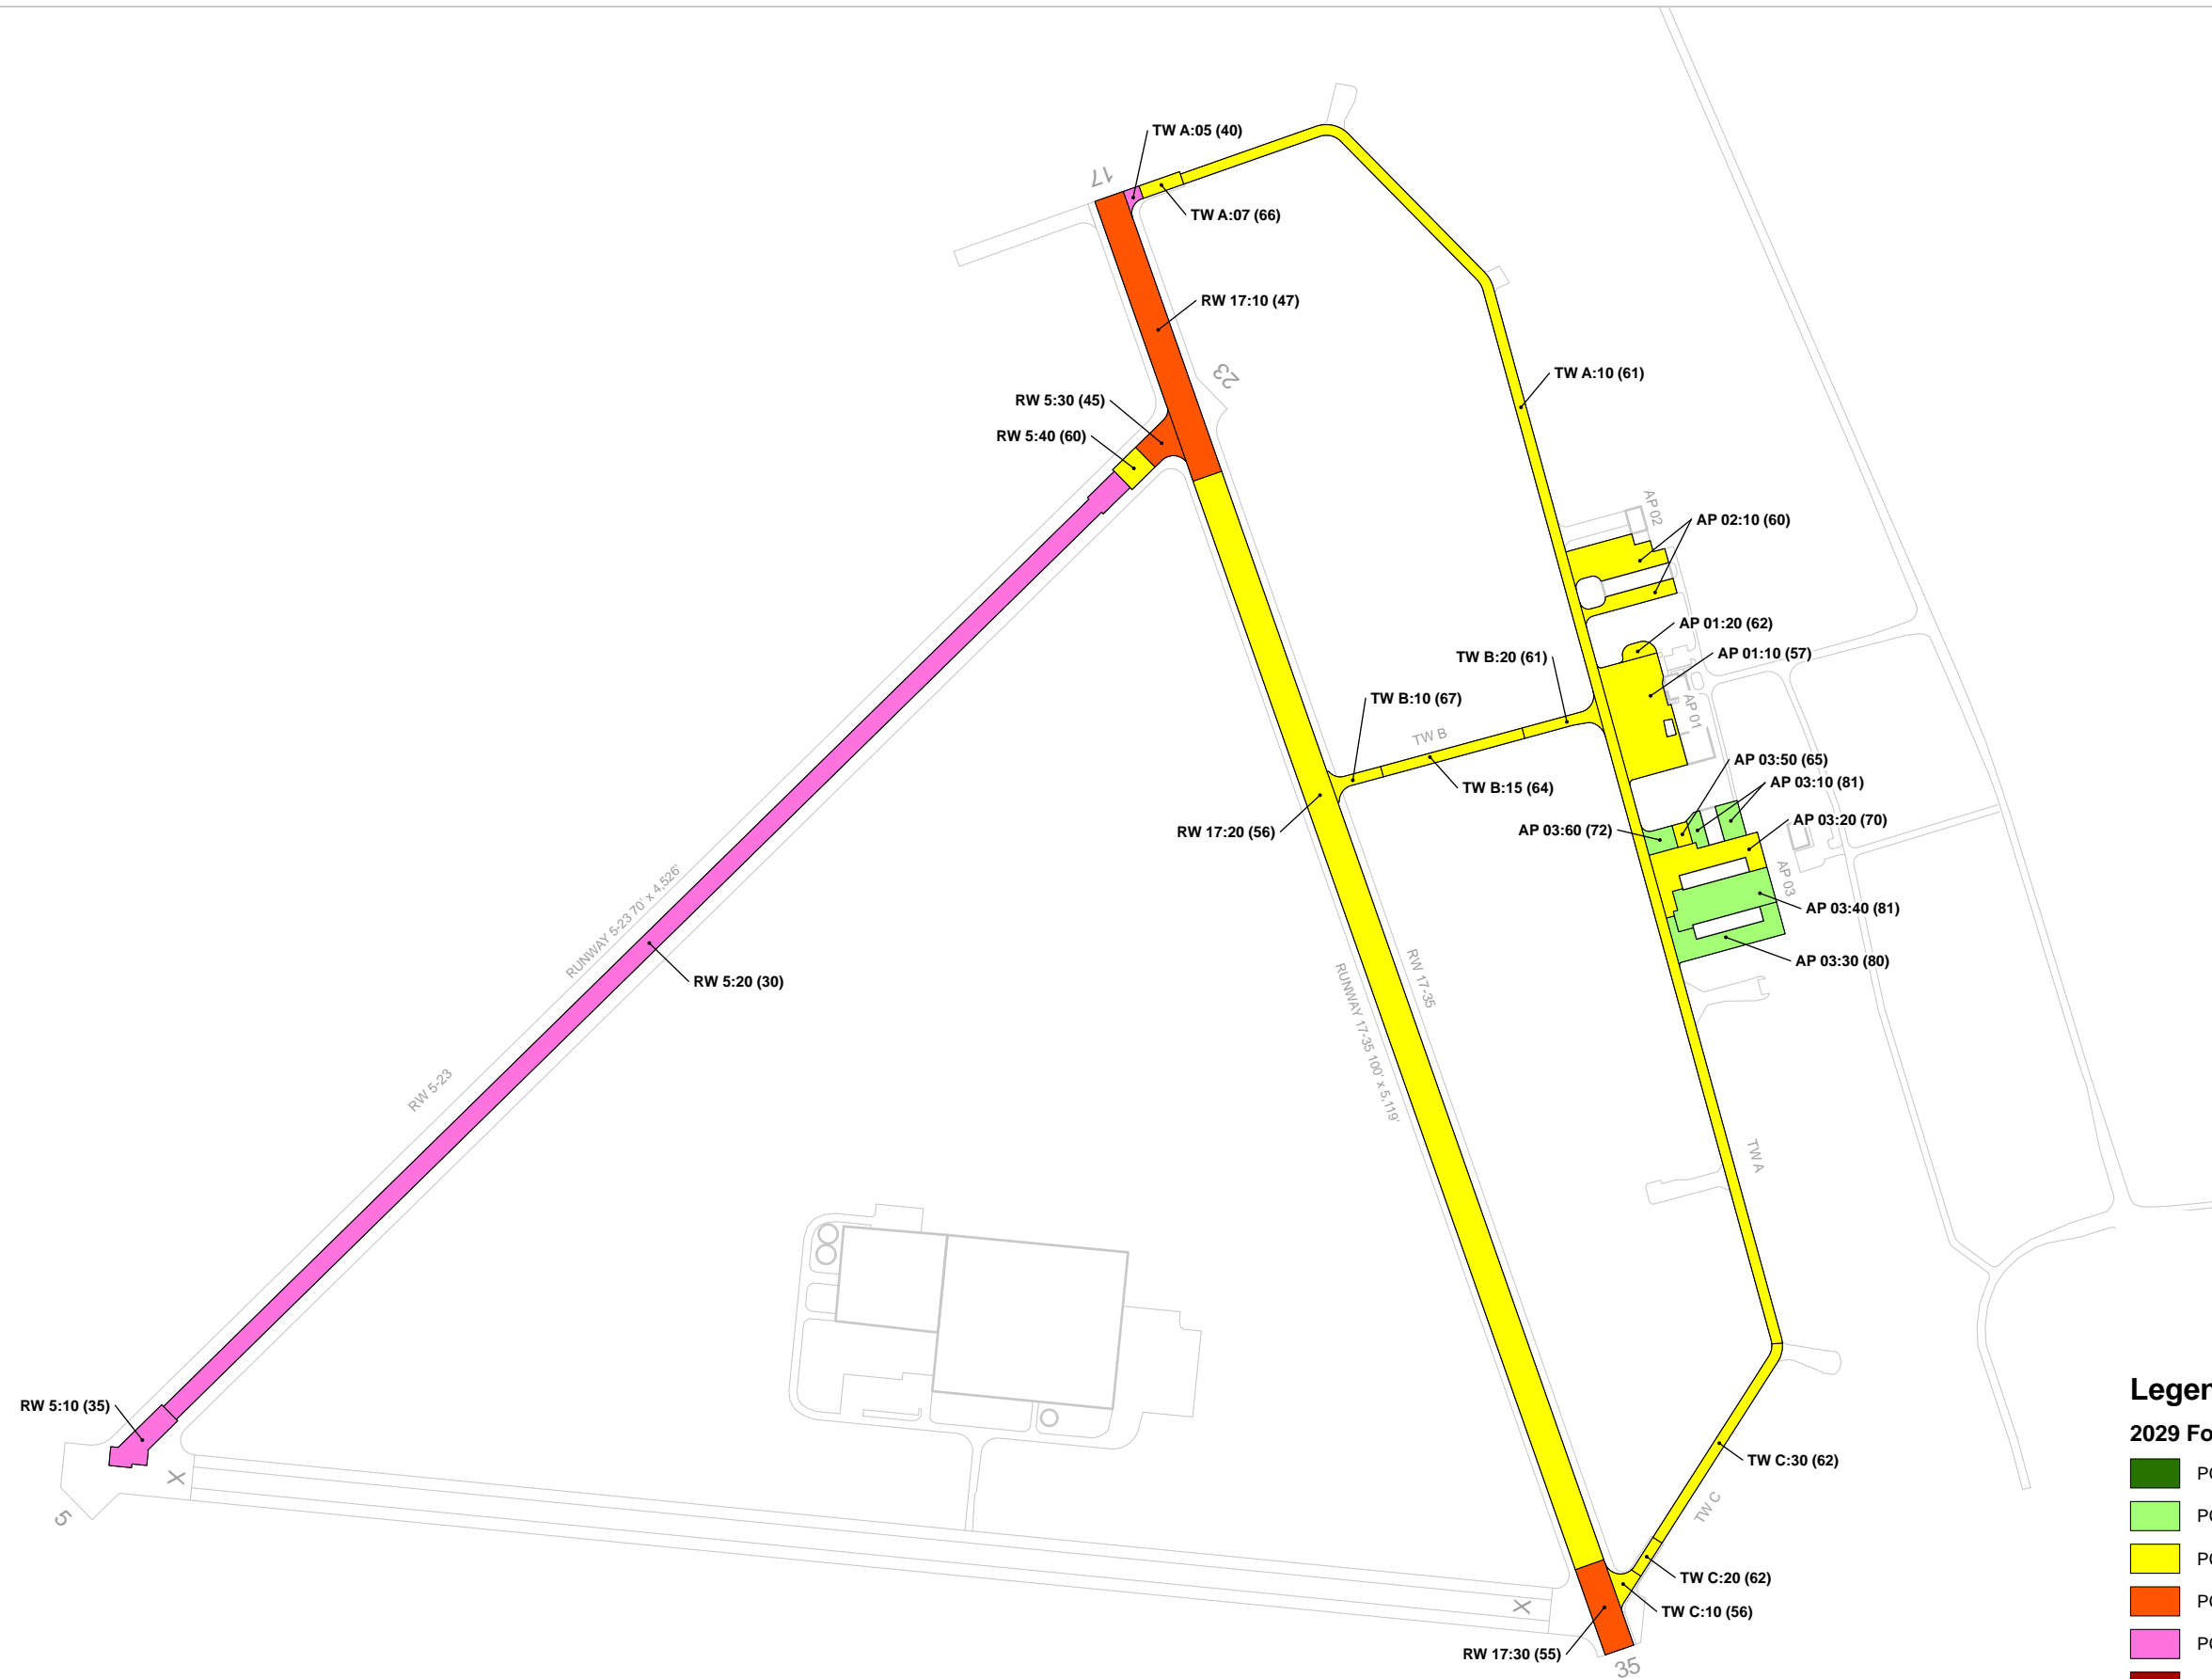 TW A:05 (40)
17
TW A:07 (66)
RW 17:10 (47)
23
TW A:10 (61)
RW 5:30 (45)
RW 5:40 (60)
AP 02
AP 02:10 (60)
AP 01:20 (62)
AP 01:10 (57)
TW B:20 (61)
TW B:10 (67)
AP 01
TW B
AP 03:50 (65)
AP 03:10 (81)
TW B:15 (64)
AP 03:20 (70)
RW 17:20 (56)
AP 03:60 (72)
AP 03
RUNWAY 5-23 70' x 4,526'
AP 03:40 (81)
AP 03:30 (80)
RW 5:20 (30)
RW 17-35
RUNWAY 17-35 100' x 5,119'
RW 5-23
TW A
RW 5:10 (35)
X
5
TW C:30 (62)
TW C
TW C:20 (62)
X
TW C:10 (56)
RW 17:30 (55)
35
Legen
2029 Fo